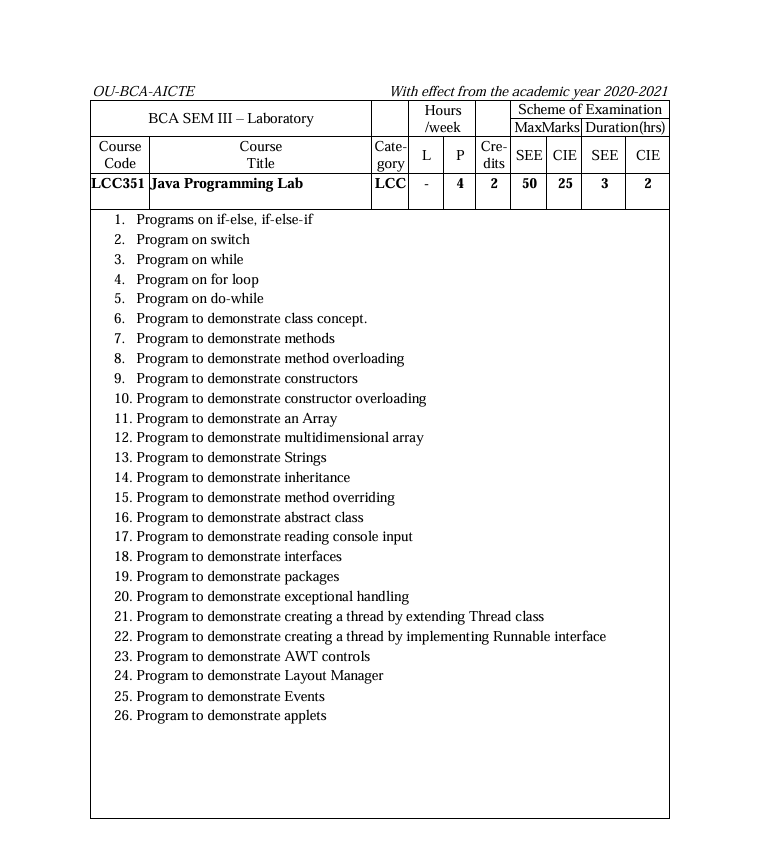 OU-BCA-AICTE With effect from the academic year 2020-2021
BCA SEM III – Laboratory Hours /week Scheme of Examination
MaxMarks Duration(hrs)
Course Code Course Title Cate-gory L P Cre-dits SEE CIE SEE CIE
LCC351 Java Programming Lab LCC - 4 2 50 25 3 2
1. Programs on if-else, if-else-if
2. Program on switch
3. Program on while
4. Program on for loop
5. Program on do-while
6. Program to demonstrate class concept.
7. Program to demonstrate methods
8. Program to demonstrate method overloading
9. Program to demonstrate constructors
10. Program to demonstrate constructor overloading
11. Program to demonstrate an Array
12. Program to demonstrate multidimensional array
13. Program to demonstrate Strings
14. Program to demonstrate inheritance
15. Program to demonstrate method overriding
16. Program to demonstrate abstract class
17. Program to demonstrate reading console input
18. Program to demonstrate interfaces
19. Program to demonstrate packages
20. Program to demonstrate exceptional handling
21. Program to demonstrate creating a thread by extending Thread class
22. Program to demonstrate creating a thread by implementing Runnable interface
23. Program to demonstrate AWT controls
24. Program to demonstrate Layout Manager
25. Program to demonstrate Events
26. Program to demonstrate applets